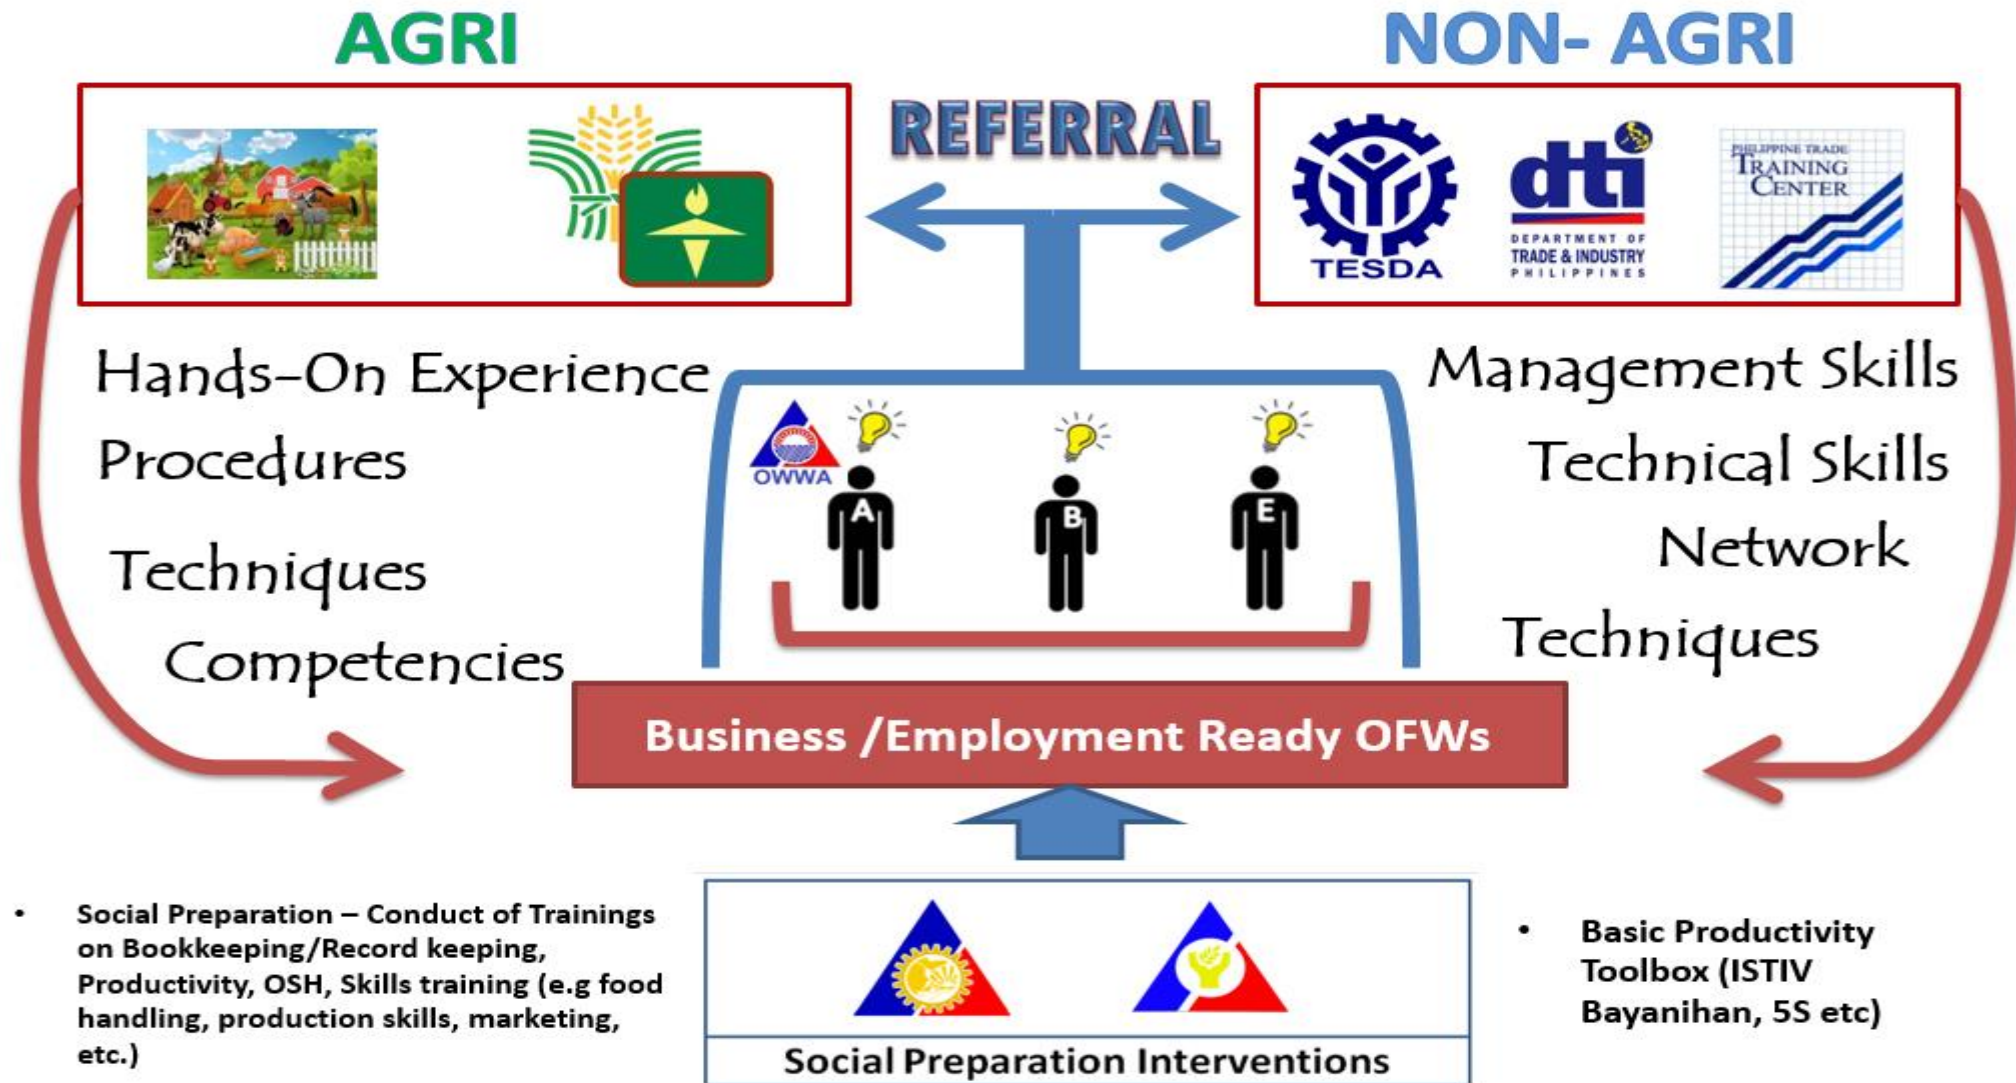 AGRI
NON- AGRI
REFERRAL
TESDA
dti
DEPARTMENT OF
TRADE & INDUSTRY
PHILIPPINES
PHILIPPINE TRADE
TRAINING
CENTER
Hands-On Experience
Procedures
Techniques
Competencies
OWWA
A
B
E
Management Skills
Technical Skills
Network
Techniques
Business /Employment Ready OFWs
• Social Preparation – Conduct of Trainings
on Bookkeeping/Record keeping,
Productivity, OSH, Skills training (e.g food
handling, production skills, marketing,
etc.)
Social Preparation Interventions
• Basic Productivity
Toolbox (ISTIV
Bayanihan, 5S etc)